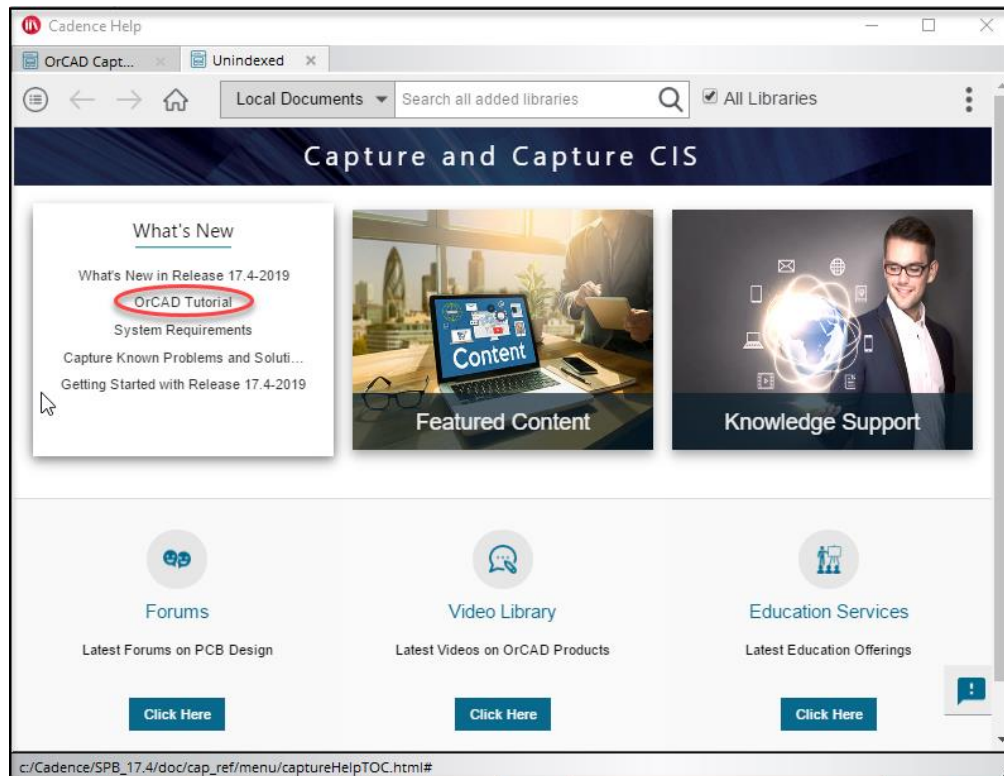 Cadence Help
OrCAD Capt...
Unindexed
Local Documents
Search all added libraries
All Libraries
Capture and Capture CIS
What's New
What's New in Release 17.4-2019
OrCAD Tutorial
System Requirements
Capture Known Problems and Soluti...
Getting Started with Release 17.4-2019
Content
Featured Content
Knowledge Support
Forums
Video Library
Education Services
Latest Forums on PCB Design
Latest Videos on OrCAD Products
Latest Education Offerings
Click Here
Click Here
Click Here
c:/Cadence/SPB_17.4/doc/cap_ref/menu/captureHelpTOC.html#